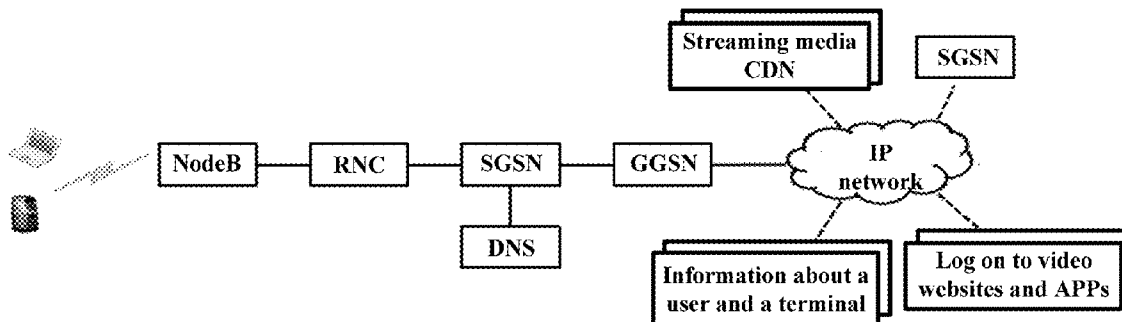 Streaming media
CDN
SGSN
NodeB
RNC
SGSN
GGSN
IP
network
DNS
Information about a
user and a terminal
Log on to video
websites and APPs